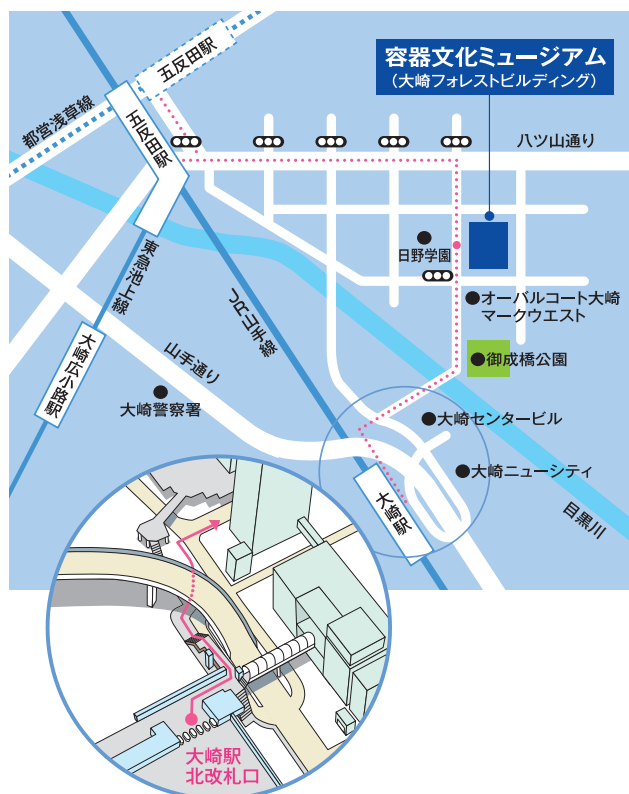 五反田駅
容器文化ミュージアム
（大崎フォレストビルディング）
都営浅草線
五反田駅
八ツ山通り
日野学園
東急池上線
JR山手線
オーバルコート大崎
マークウエスト
大崎広小路駅
山手通り
御成橋公園
大崎警察署
大崎センタービル
大崎ニューシティ
大崎駅
目黒川
大崎駅
北改札口